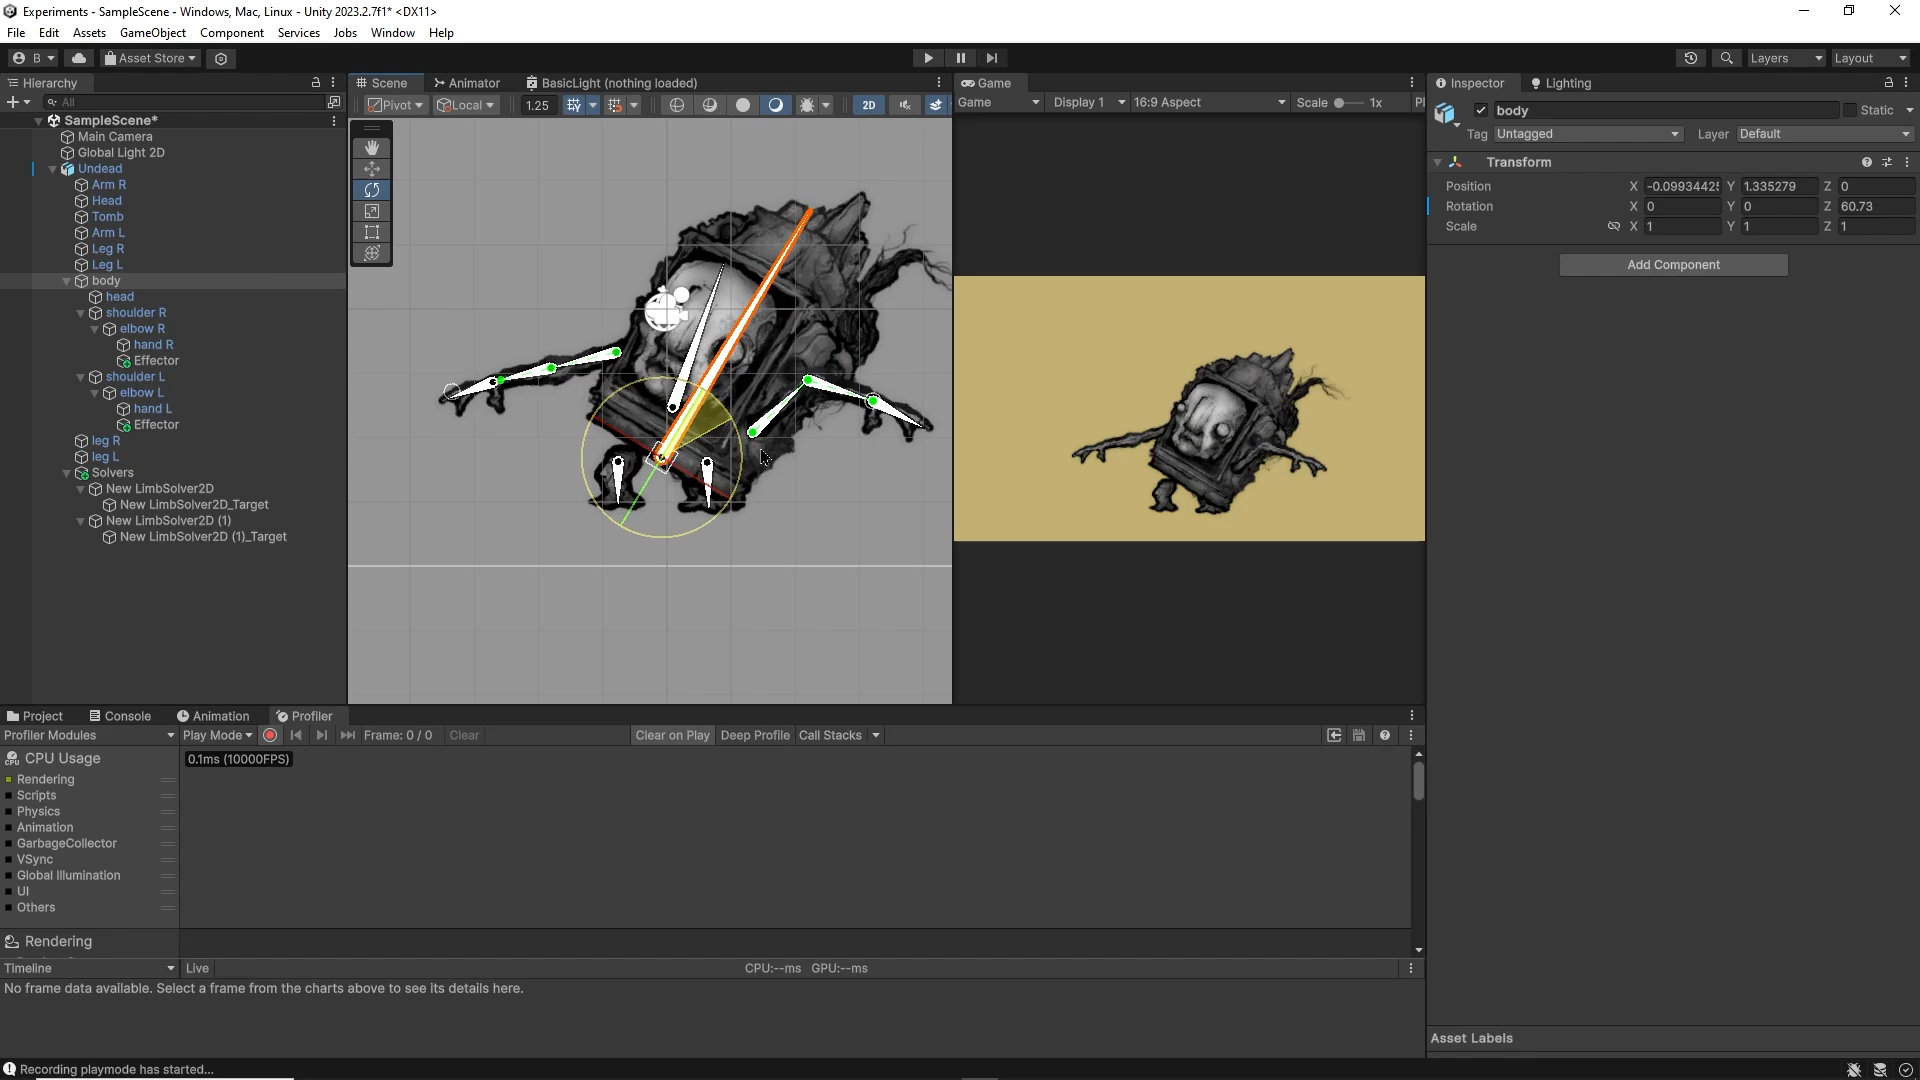 Experiments - SampleScene - Windows, Mac, Linux - Unity 2023.2.7f1* <DX11>
File Edit Assets GameObject Component Services Jobs Window Help
B Asset Store Layers Layout
Hierarchy Scene Animator BasicLight (nothing loaded) Game Inspector Lighting
All Pivot Local 1.25 2D Game Display 1 16:9 Aspect Scale 1x Pl
body Static
Tag Untagged Layer Default
SampleScene*
Main Camera
Global Light 2D
Undead
Arm R
Head
Tomb
Arm L
Leg R
Leg L
body
head
shoulder R
elbow R
hand R
Effector
shoulder L
elbow L
hand L
Effector
leg R
leg L
Solvers
New LimbSolver2D
New LimbSolver2D_Target
New LimbSolver2D (1)
New LimbSolver2D (1)_Target
Transform
Position X -0.0993442 Y 1.335279 Z 0
Rotation X 0 Y 0 Z 60.73
Scale X 1 Y 1 Z 1
Add Component
Project Console Animation Profiler
Profiler Modules Play Mode Frame: 0 / 0 Clear Clear on Play Deep Profile Call Stacks
CPU Usage
0.1ms (10000FPS)
Rendering
Scripts
Physics
Animation
GarbageCollector
VSync
Global Illumination
UI
Others
Rendering
Timeline Live CPU:--ms GPU:--ms
No frame data available. Select a frame from the charts above to see its details here.
Asset Labels
Recording playmode has started...